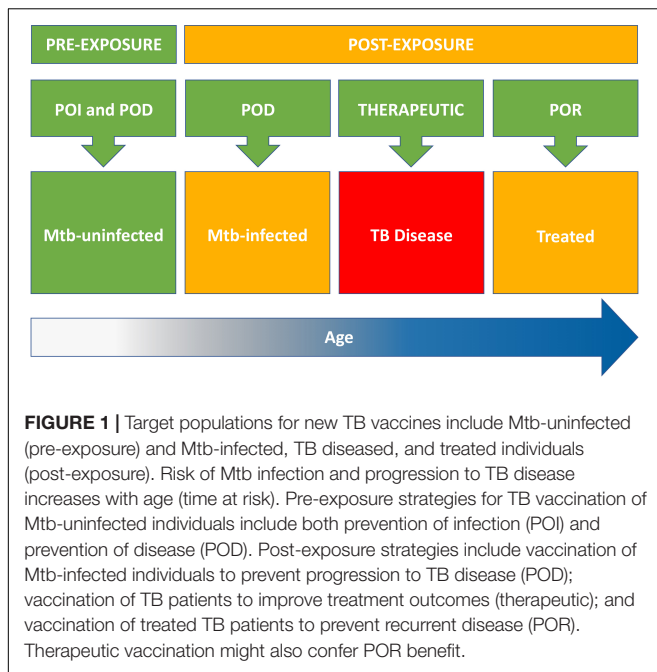 PRE-EXPOSURE POST-EXPOSURE
POI and POD POD THERAPEUTIC POR
Mtb-uninfected Mtb-infected TB Disease Treated
Age
FIGURE 1 | Target populations for new TB vaccines include Mtb-uninfected
(pre-exposure) and Mtb-infected, TB diseased, and treated individuals
(post-exposure). Risk of Mtb infection and progression to TB disease
increases with age (time at risk). Pre-exposure strategies for TB vaccination of
Mtb-uninfected individuals include both prevention of infection (POI) and
prevention of disease (POD). Post-exposure strategies include vaccination of
Mtb-infected individuals to prevent progression to TB disease (POD);
vaccination of TB patients to improve treatment outcomes (therapeutic); and
vaccination of treated TB patients to prevent recurrent disease (POR).
Therapeutic vaccination might also confer POR benefit.